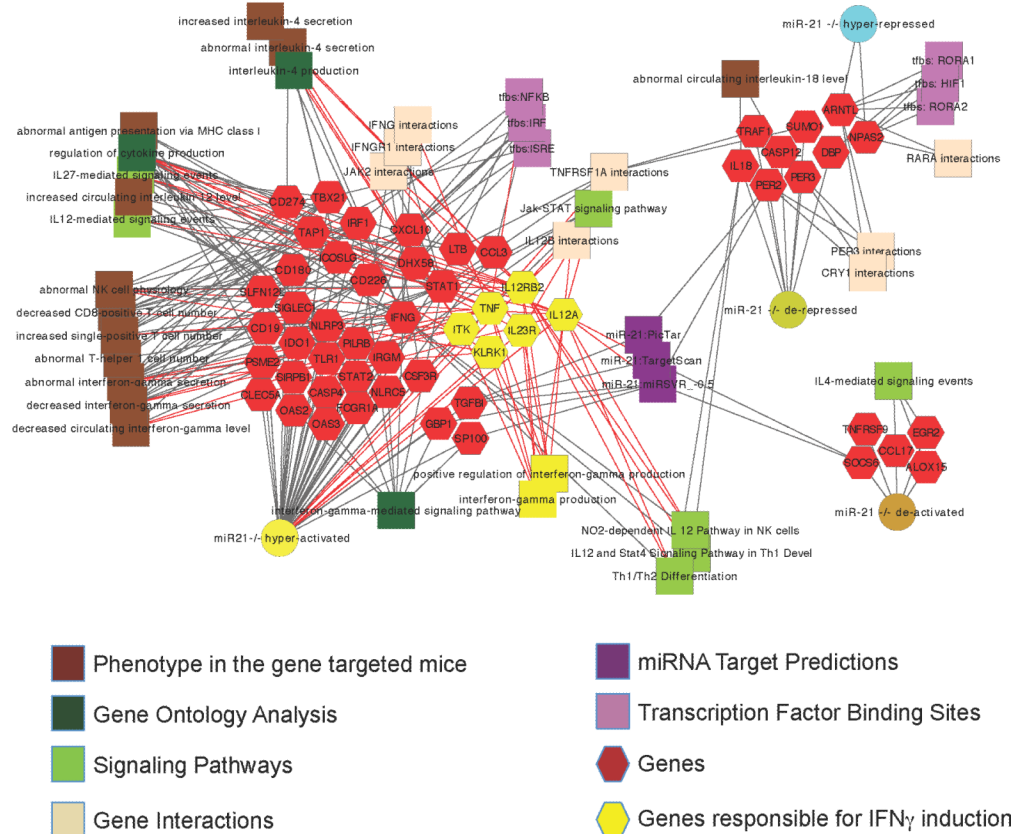 increased interleukin-4 secretion
abnormal interleukin-4 secretion
interleukin-4 production
miR-21 -/- hyper-repressed
abnormal circulating interleukin-18 level
tfbs: RORA1
tfbs: HIF1
tfbs: RORA2
ARNTL
NPAS2
SUMO1
TRAF1
CASP12
DBP
IL18
PER2
PER3
RARA interactions
PER3 interactions
CRY1 interactions
miR-21 -/- de-repressed
tfbs:NFKB
tfbs:IRF
tfbs:ISRE
IFNG interactions
IFNGR1 interactions
JAK2 interactions
TNFRSF1A interactions
Jak-STAT signaling pathway
IL12B interactions
abnormal antigen presentation via MHC class I
regulation of cytokine production
IL27-mediated signaling events
increased circulating interleukin-12 level
IL12-mediated signaling events
CD274
TBX21
TAP1
IRF1
CXCL10
ICOSLG
DHX58
LTB
CCL3
CD180
CD226
STAT1
SLFN12L
SIGLEC1
IFNG
IL12RB2
TNF
ITK
IL23R
IL12A
KLRK1
CD19
NLRP3
IDO1
PILRB
PSME2
TLR1
IRGM
SIRPB1
STAT2
CSF3R
CLEC5A
CASP4
NLRC5
OAS2
FCGR1A
OAS3
TGFBI
GBP1
SP100
abnormal NK cell physiology
decreased CD8-positive T cell number
increased single-positive T cell number
abnormal T-helper 1 cell number
abnormal interferon-gamma secretion
decreased interferon-gamma secretion
decreased circulating interferon-gamma level
miR-21:PicTar
miR-21:TargetScan
miR-21:miRSVR_-0.5
IL4-mediated signaling events
TNFRSF9
EGR2
CCL17
SOCS5
ALOX15
miR-21 -/- de-activated
positive regulation of interferon-gamma production
interferon-gamma production
interferon-gamma-mediated signaling pathway
miR21-/- hyper-activated
NO2-dependent IL 12 Pathway in NK cells
IL12 and Stat4 Signaling Pathway in Th1 Devel
Th1/Th2 Differentiation
Phenotype in the gene targeted mice
Gene Ontology Analysis
Signaling Pathways
Gene Interactions
miRNA Target Predictions
Transcription Factor Binding Sites
Genes
Genes responsible for IFNγ induction